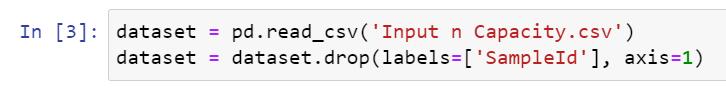 In [3]: dataset = pd.read_csv('Input n Capacity.csv')
dataset = dataset.drop(labels=['SampleId'], axis=1)